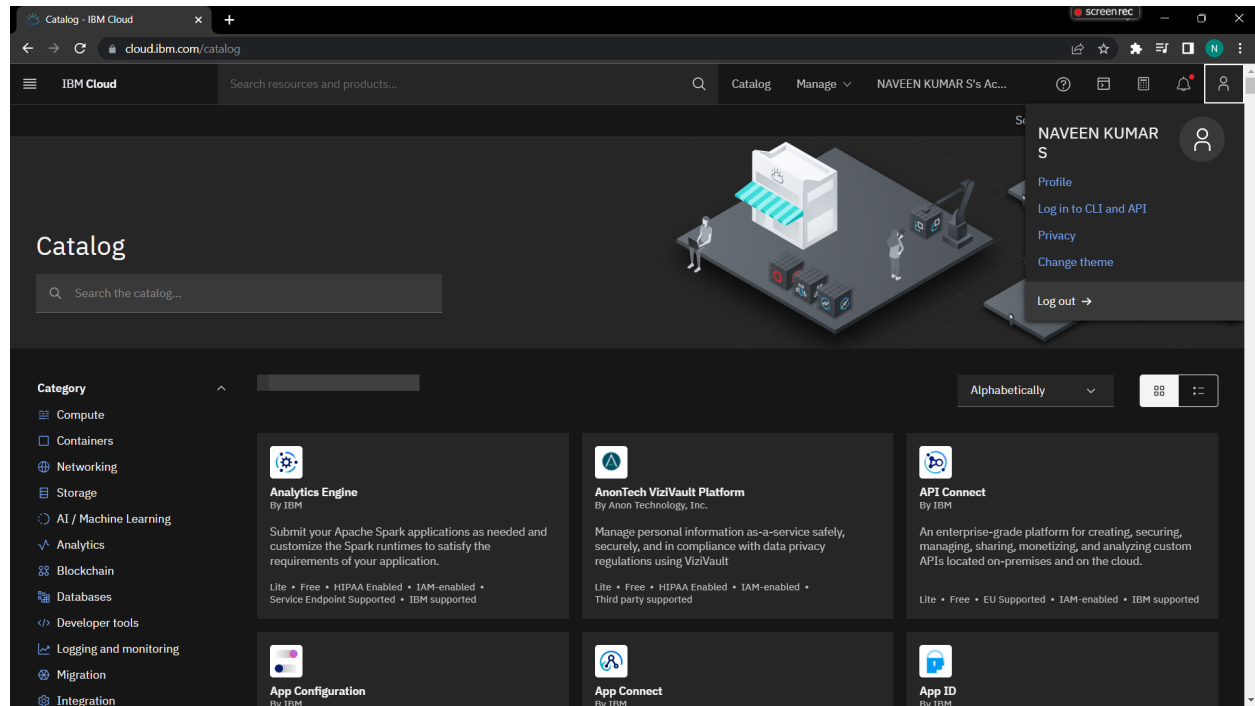 Catalog - IBM Cloud
screenrec
cloud.ibm.com/catalog
N
IBM Cloud
Search resources and products...
Catalog
Manage
NAVEEN KUMAR S's Ac...
Se
NAVEEN KUMAR
S
Profile
Log in to CLI and API
Privacy
Change theme
Log out →
Catalog
Search the catalog...
Category
Compute
Containers
Networking
Storage
AI / Machine Learning
Analytics
Blockchain
Databases
Developer tools
Logging and monitoring
Migration
Integration
Alphabetically
Analytics Engine
By IBM
Submit your Apache Spark applications as needed and
customize the Spark runtimes to satisfy the
requirements of your application.
Lite • Free • HIPAA Enabled • IAM-enabled •
Service Endpoint Supported • IBM supported
AnonTech ViziVault Platform
By Anon Technology, Inc.
Manage personal information as-a-service safely,
securely, and in compliance with data privacy
regulations using ViziVault
Lite • Free • HIPAA Enabled • IAM-enabled •
Third party supported
API Connect
By IBM
An enterprise-grade platform for creating, securing,
managing, sharing, monetizing, and analyzing custom
APIs located on-premises and on the cloud.
Lite • Free • EU Supported • IAM-enabled • IBM supported
App Configuration
By IBM
App Connect
By IBM
App ID
By IBM